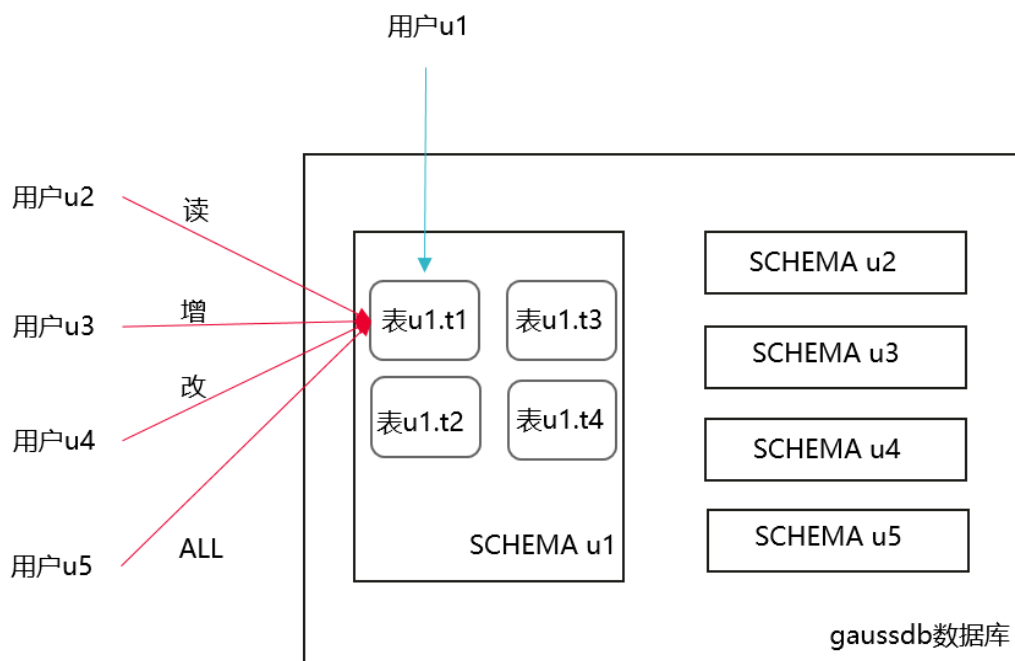 用户u1
用户u2
读
用户u3
增
用户u4
改
用户u5
ALL
表u1.t1
表u1.t3
表u1.t2
表u1.t4
SCHEMA u1
SCHEMA u2
SCHEMA u3
SCHEMA u4
SCHEMA u5
gaussdb数据库